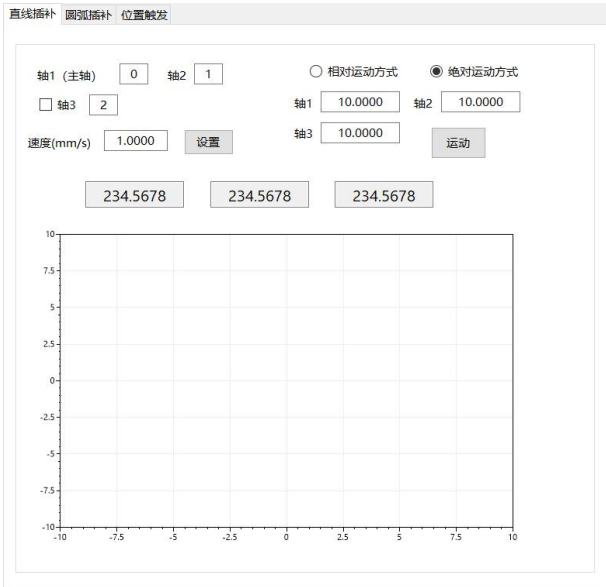 直线插补 圆弧插补 位置触发
轴1（主轴） 0 轴2 1
相对运动方式 绝对运动方式
轴3 2
轴1 10.0000 轴2 10.0000
轴3 10.0000
速度(mm/s) 1.0000 设置
运动
234.5678 234.5678 234.5678
10
7.5
5
2.5
0
-2.5
-5
-7.5
-10
-10 -7.5 -5 -2.5 0 2.5 5 7.5 10